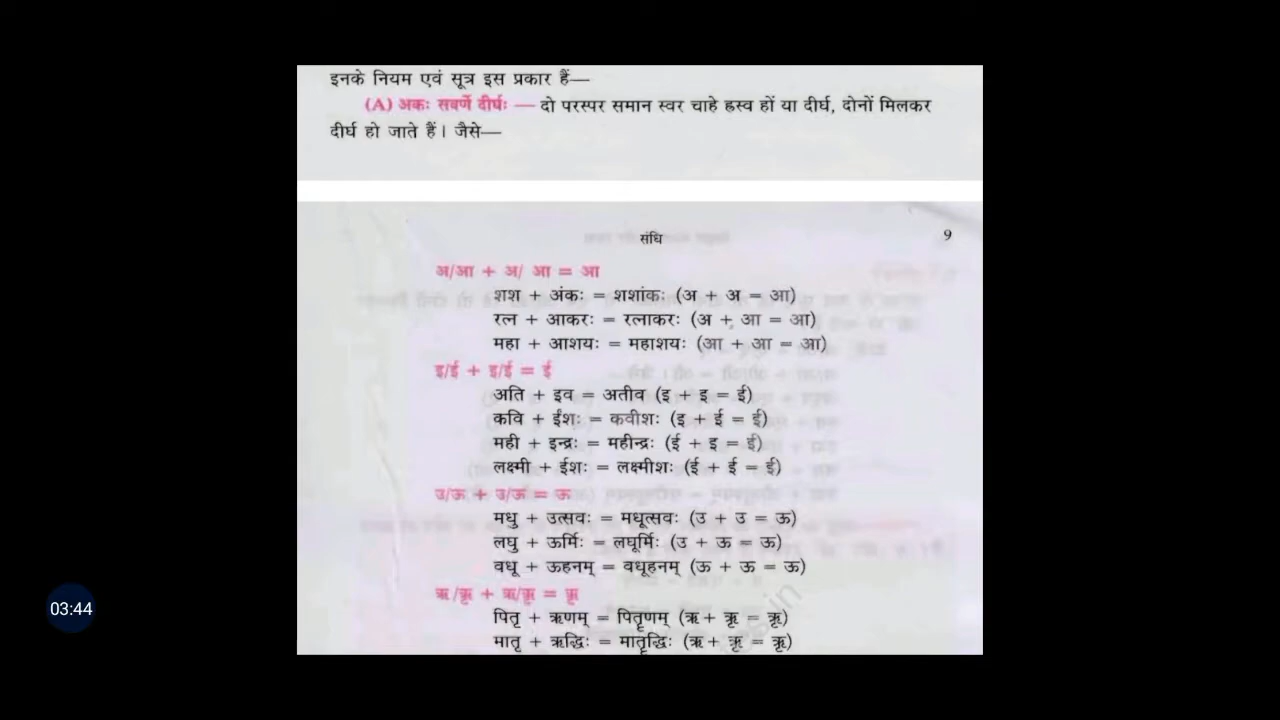 इनके नियम एवं सूत्र इस प्रकार हैं—
(A) अकः सवर्णे दीर्घः — दो परस्पर समान स्वर चाहे ह्रस्व हों या दीर्घ, दोनों मिलकर
दीर्घ हो जाते हैं। जैसे—
संधि 9
अ/आ + अ/ आ = आ
शश + अंकः = शशांकः (अ + अ = आ)
रत्न + आकरः = रत्नाकरः (अ + आ = आ)
महा + आशयः = महाशयः (आ + आ = आ)
इ/ई + इ/ई = ई
अति + इव = अतीव (इ + इ = ई)
कवि + ईशः = कवीशः (इ + ई = ई)
मही + इन्द्रः = महीन्द्रः (ई + इ = ई)
लक्ष्मी + ईशः = लक्ष्मीशः (ई + ई = ई)
उ/ऊ + उ/ऊ = ऊ
मधु + उत्सवः = मधूत्सवः (उ + उ = ऊ)
लघु + ऊर्मिः = लघूर्मिः (उ + ऊ = ऊ)
वधू + ऊहनम् = वधूहनम् (ऊ + ऊ = ऊ)
ऋ/ॠ + ऋ/ॠ = ॠ
पितृ + ऋणम् = पितॄणम् (ऋ+ ॠ = ॠ)
मातृ + ऋद्धिः = मातॄद्धिः (ऋ+ ॠ = ॠ)
03:44